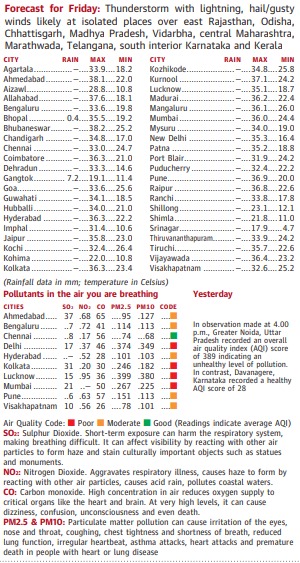 Forecast for Friday: Thunderstorm with lightning, hail/gusty
winds likely at isolated places over east Rajasthan, Odisha,
Chhattisgarh, Madhya Pradesh, Vidarbha, central Maharashtra,
Marathwada, Telangana, south interior Karnataka and Kerala
CITY RAIN MAX MIN
Agartala —.....33.9....19.2
Ahmedabad —.....38.1....22.0
Aizawl —.....28.8....10.8
Allahabad —.....37.6....18.1
Bengaluru —.....33.6....19.8
Bhopal 0.4....35.5....19.2
Bhubaneswar —.....38.2....25.2
Chandigarh —.....34.8....17.0
Chennai —.....33.0....24.7
Coimbatore —.....36.3....21.0
Dehradun —.....33.3....14.6
Gangtok 7.2....19.1....11.4
Goa —.....33.6....25.6
Guwahati —.....34.1....18.5
Hubballi —.....34.0....21.0
Hyderabad —.....36.3....22.2
Imphal —.....31.4....10.6
Jaipur —.....35.8....23.0
Kochi —.....32.4....26.4
Kohima —.....22.0....10.8
Kolkata —.....36.3....23.4
CITY RAIN MAX MIN
Kozhikode —.....34.8....25.8
Kurnool —.....37.1....24.2
Lucknow —.....35.1....18.7
Madurai —.....36.2....22.4
Mangaluru —.....36.1....26.0
Mumbai —.....36.0....24.4
Mysuru —.....34.0....19.0
New Delhi —.....35.3....16.4
Patna —.....35.2....18.8
Port Blair —.....31.9....24.2
Puducherry —.....32.4....22.2
Pune —.....36.9....20.0
Raipur —.....36.8....22.6
Ranchi —.....33.8....17.8
Shillong —.....23.1....12.1
Shimla —.....21.8....11.0
Srinagar —.....17.9.....4.7
Thiruvananthapuram —.....33.9....24.2
Tiruchi —.....35.7....22.6
Vijayawada —.....36.4....23.2
Visakhapatnam —.....32.6....25.2
(Rainfall data in mm; temperature in Celsius)
Pollutants in the air you are breathing
CITIES SO₂ NO₂ CO PM2.5 PM10 CODE
Ahmedabad..... 37 .68 65 ....95 .127 ....
Bengaluru ..... ..7 .72 41 ..114 .113 ....
Chennai ....... ..8 .17 56 ....74 ..68 ....
Delhi ........... 17 .37 46 ..374 .349 ....
Hyderabad .... ..– .52 28 ..101 .103 ....
Kolkata ........ 31 .20 30 ..246 .182 ....
Lucknow ....... 15 .95 36 ..399 .380 ....
Mumbai ........ 21 ...– 50 ..267 .225 ....
Pune............ ..6 .63 57 ..151 .113 ....
Visakhapatnam 10 .56 26 ....78 .101 ....
Yesterday
In observation made at 4.00
p.m., Greater Noida, Uttar
Pradesh recorded an overall
air quality index (AQI) score
of 389 indicating an
unhealthy level of pollution.
In contrast, Davanagere,
Karnataka recorded a healthy
AQI score of 28
Air Quality Code: Poor Moderate Good (Readings indicate average AQI)
SO₂: Sulphur Dioxide. Short-term exposure can harm the respiratory system,
making breathing difficult. It can affect visibility by reacting with other air
particles to form haze and stain culturally important objects such as statues
and monuments.
NO₂: Nitrogen Dioxide. Aggravates respiratory illness, causes haze to form by
reacting with other air particles, causes acid rain, pollutes coastal waters.
CO: Carbon monoxide. High concentration in air reduces oxygen supply to
critical organs like the heart and brain. At very high levels, it can cause
dizziness, confusion, unconsciousness and even death.
PM2.5 & PM10: Particulate matter pollution can cause irritation of the eyes,
nose and throat, coughing, chest tightness and shortness of breath, reduced
lung function, irregular heartbeat, asthma attacks, heart attacks and premature
death in people with heart or lung disease